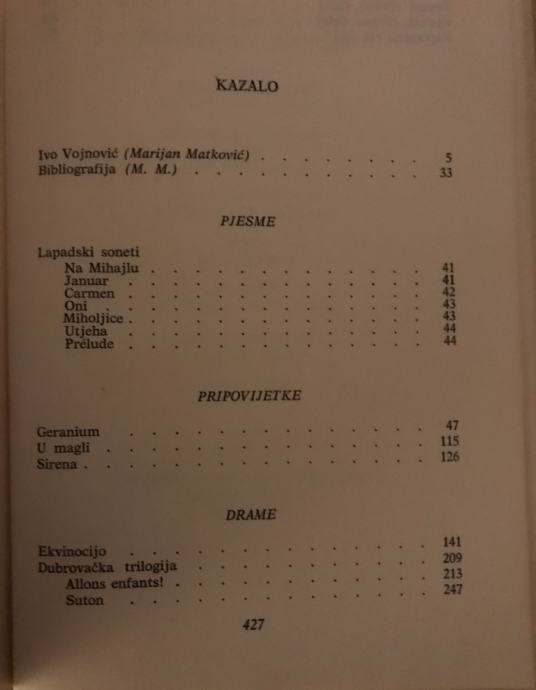 KAZALO
Ivo Vojnović (Marijan Matković) . . . . . . . . 5
Bibliografija (M. M.) . . . . . . . . . . 33
PJESME
Lapadski soneti
Na Mihajlu . . . . . . . . . . . . 41
Januar . . . . . . . . . . . . 41
Carmen . . . . . . . . . . . . 42
Oni . . . . . . . . . . . . . 43
Miholjice . . . . . . . . . . . . 43
Utjeha . . . . . . . . . . . . 44
Prélude . . . . . . . . . . . . 44
PRIPOVIJETKE
Geranium . . . . . . . . . . . . . 47
U magli . . . . . . . . . . . . . 115
Sirena . . . . . . . . . . . . . . 126
DRAME
Ekvinocijo . . . . . . . . . . . . . 141
Dubrovačka trilogija . . . . . . . . . . 209
Allons enfants! . . . . . . . . . . . 213
Suton . . . . . . . . . . . . . 247
427